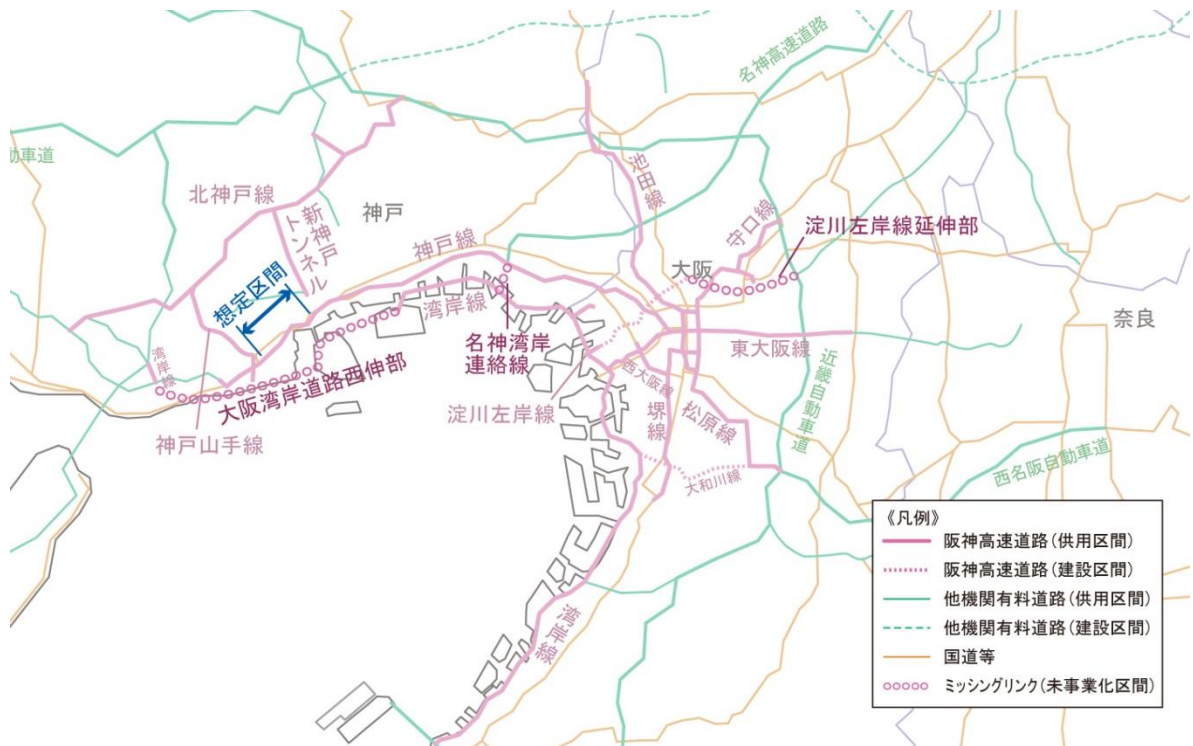 名神高速道路
動車道
池田線
北神戸線
新神戸
トンネル
神戸
神戸線
守口線
淀川左岸線延伸部
大阪
想定区間
湾岸線
名神湾岸
連絡線
東大阪線
奈良
湾岸線
大阪湾岸道路西伸部
西大阪線
近畿自動車道
淀川左岸線
堺線
松原線
神戸山手線
大和川線
西名阪自動車道
湾岸線
《凡例》
阪神高速道路(供用区間)
阪神高速道路(建設区間)
他機関有料道路(供用区間)
他機関有料道路(建設区間)
国道等
ミッシングリンク(未事業化区間)